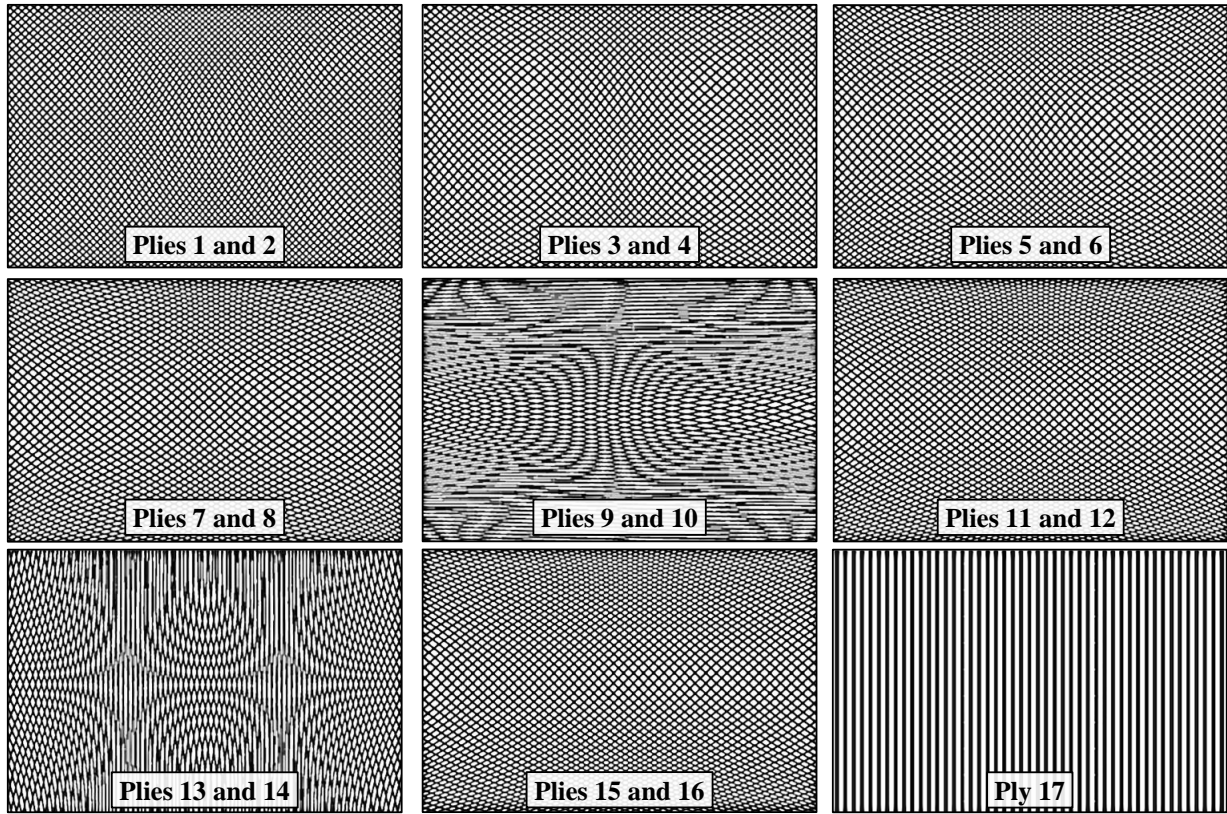 Plies 1 and 2
Plies 3 and 4
Plies 5 and 6
Plies 7 and 8
Plies 9 and 10
Plies 11 and 12
Plies 13 and 14
Plies 15 and 16
Ply 17